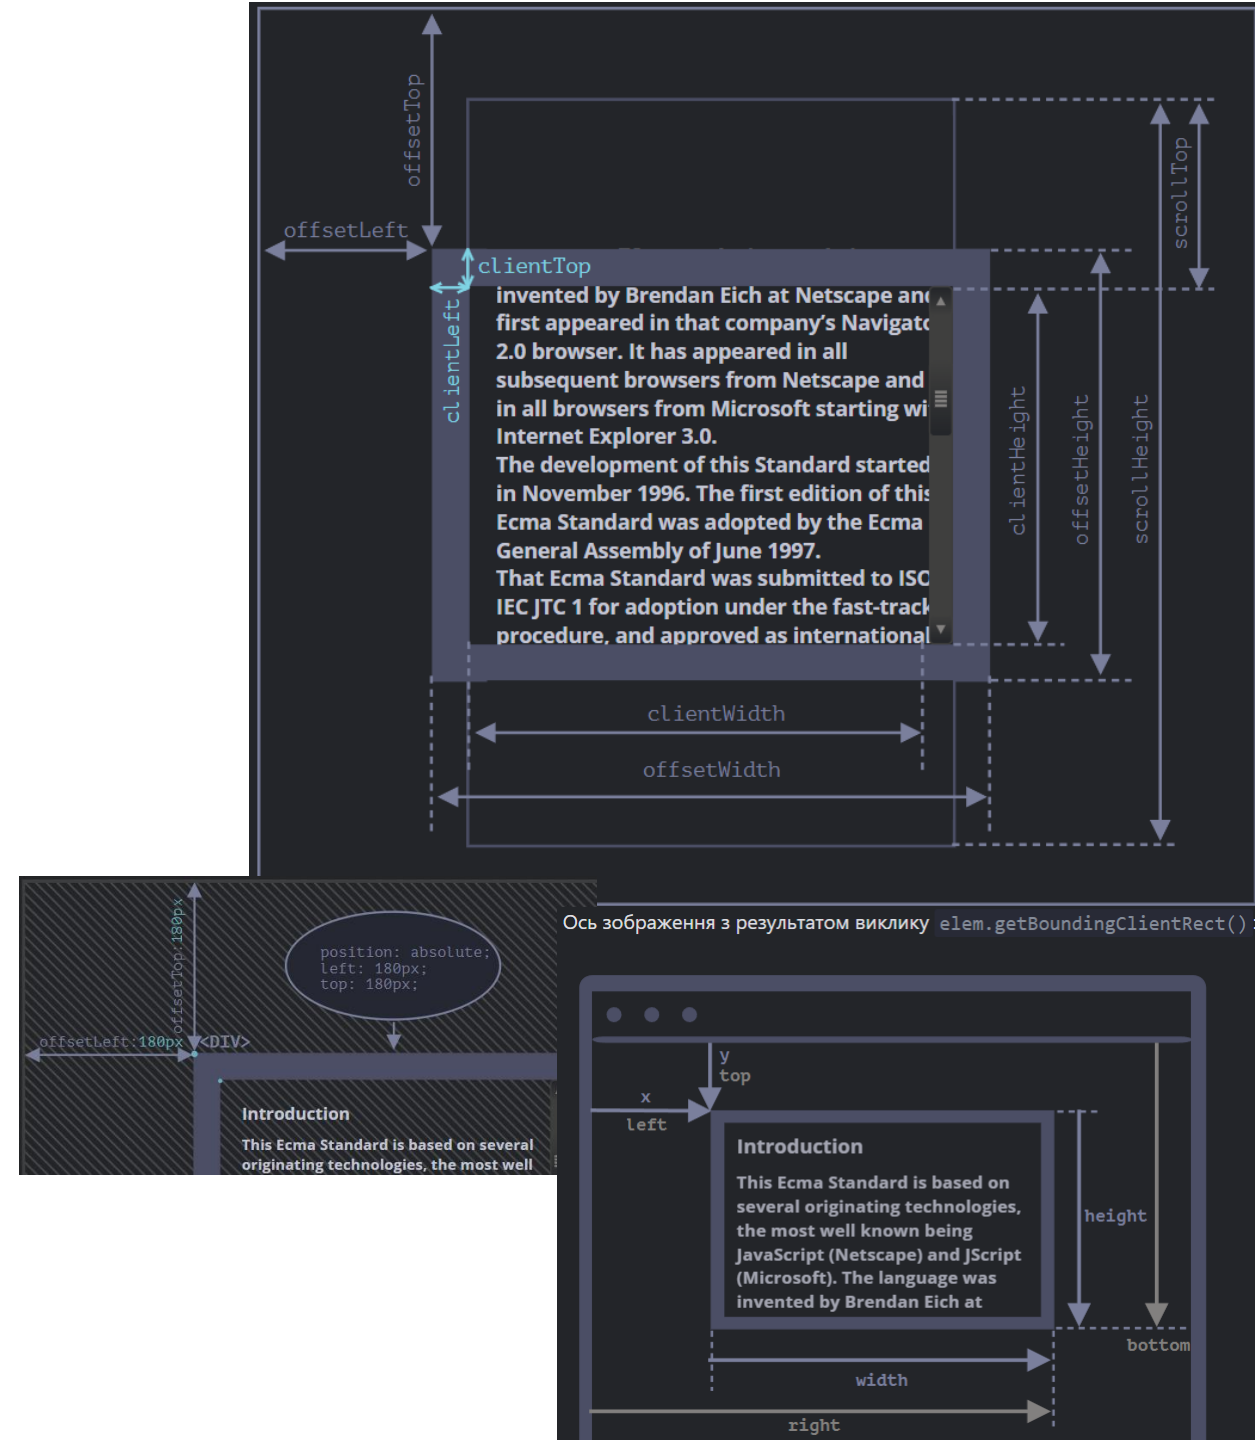 offsetTop
offsetLeft
scrollTop
clientTop
clientLeft
invented by Brendan Eich at Netscape and
first appeared in that company’s Navigato
2.0 browser. It has appeared in all
subsequent browsers from Netscape and
in all browsers from Microsoft starting wi
Internet Explorer 3.0.
The development of this Standard started
in November 1996. The first edition of this
Ecma Standard was adopted by the Ecma
General Assembly of June 1997.
That Ecma Standard was submitted to ISO
IEC JTC 1 for adoption under the fast-track
procedure, and approved as international
clientHeight
offsetHeight
scrollHeight
clientWidth
offsetWidth
offsetTop:180px
position: absolute;
left: 180px;
top: 180px;
offsetLeft:180px
<DIV>
Introduction
This Ecma Standard is based on several
originating technologies, the most well
Ось зображення з результатом виклику elem.getBoundingClientRect() :
y
top
x
left
Introduction
This Ecma Standard is based on
several originating technologies,
the most well known being
JavaScript (Netscape) and JScript
(Microsoft). The language was
invented by Brendan Eich at
height
bottom
width
right